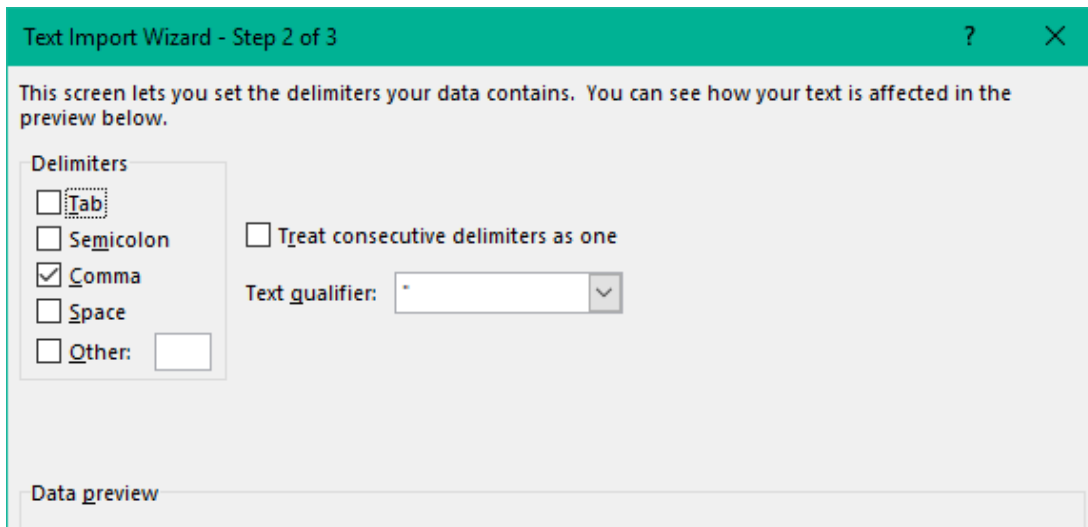 Text Import Wizard - Step 2 of 3
?
This screen lets you set the delimiters your data contains. You can see how your text is affected in the
preview below.
Delimiters
Tab
Semicolon
Comma
Space
Other:
Treat consecutive delimiters as one
Text qualifier: "
Data preview